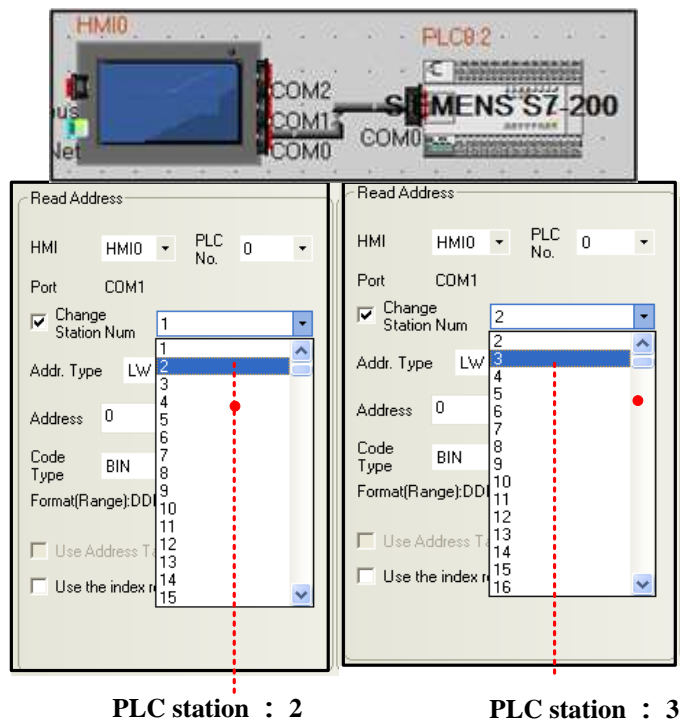 HMI0
PLC0:2
COM2
COM1
COM0
COM0
SIEMENS S7-200
us
Net
Read Address
HMI HMI0 PLC No. 0
Port COM1
Change Station Num 1
1
2
3
4
5
6
7
8
9
10
11
12
13
14
15
Addr. Type LW
Address 0
Code Type BIN
Format(Range):DD
Use Address T
Use the index r
PLC station : 2
Read Address
HMI HMI0 PLC No. 0
Port COM1
Change Station Num 2
2
3
4
5
6
7
8
9
10
11
12
13
14
15
16
Addr. Type LW
Address 0
Code Type BIN
Format(Range):DD
Use Address T
Use the index r
PLC station : 3